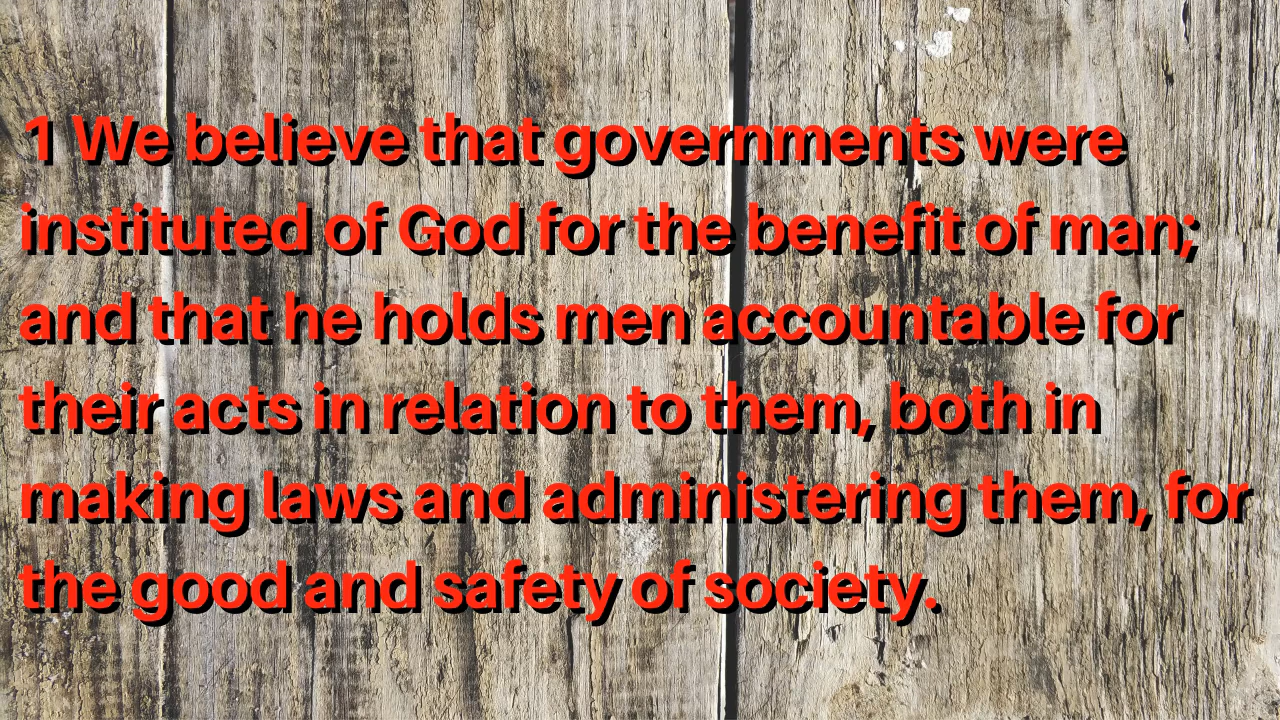 1 We believe that governments were
instituted of God for the benefit of man;
and that he holds men accountable for
their acts in relation to them, both in
making laws and administering them, for
the good and safety of society.